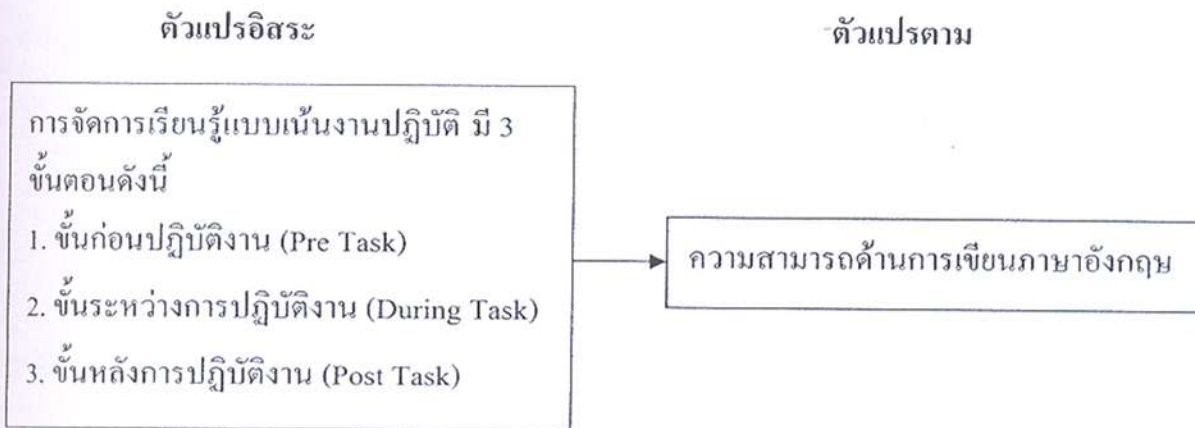 ตัวแปรอิสระ
ตัวแปรตาม
การจัดการเรียนรู้แบบเน้นงานปฏิบัติ มี 3
ขั้นตอนดังนี้
1. ขั้นก่อนปฏิบัติงาน (Pre Task)
2. ขั้นระหว่างการปฏิบัติงาน (During Task)
3. ขั้นหลังการปฏิบัติงาน (Post Task)
ความสามารถด้านการเขียนภาษาอังกฤษ